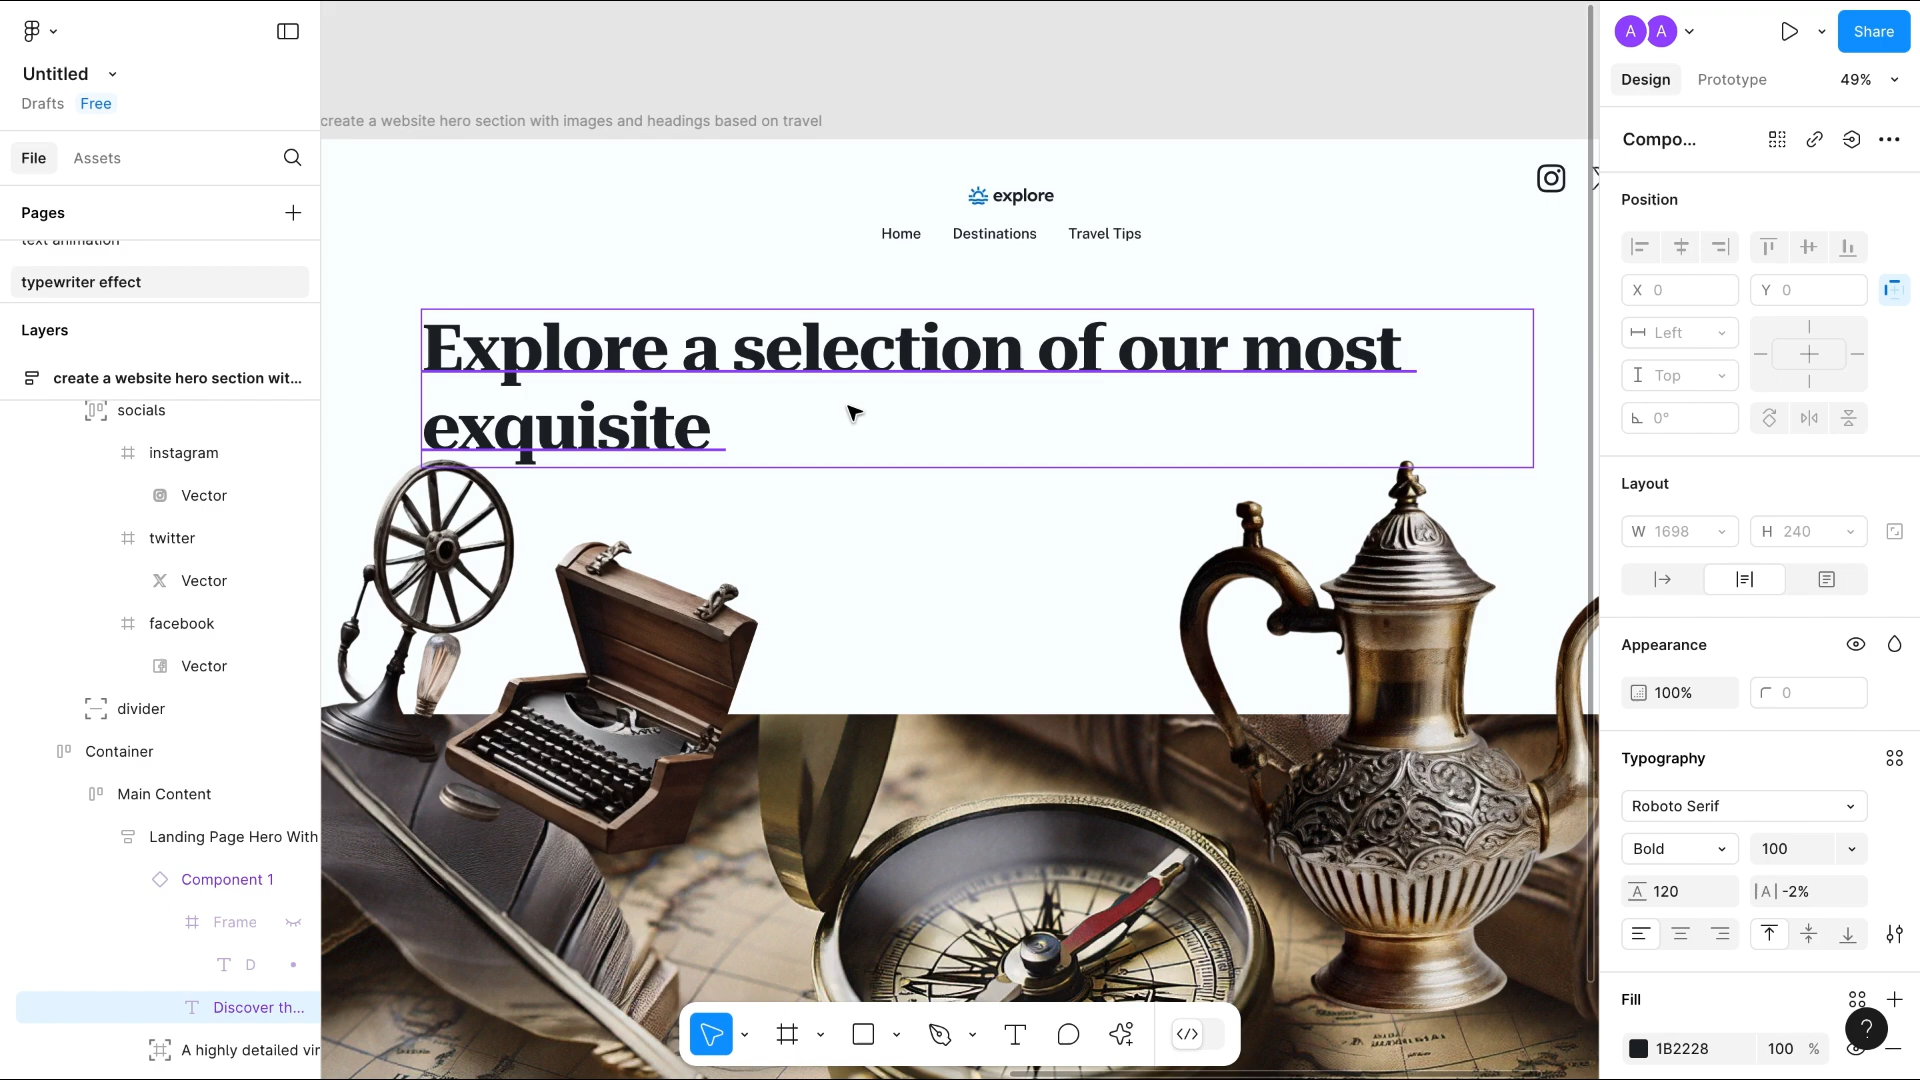 Untitled
Drafts Free
File Assets
Pages
text animation
typewriter effect
Layers
create a website hero section wit...
socials
instagram
Vector
twitter
Vector
facebook
Vector
divider
Container
Main Content
Landing Page Hero With
Component 1
Frame
D
Discover th...
A highly detailed vin
create a website hero section with images and headings based on travel
explore
Home Destinations Travel Tips
Explore a selection of our most
exquisite
A A
Share
Design Prototype 49%
Compo...
Position
X 0 Y 0
Left
Top
0°
Layout
W 1698 H 240
Appearance
100% 0
Typography
Roboto Serif
Bold 100
A 120 |A| -2%
Fill
?
1B2228 100 %